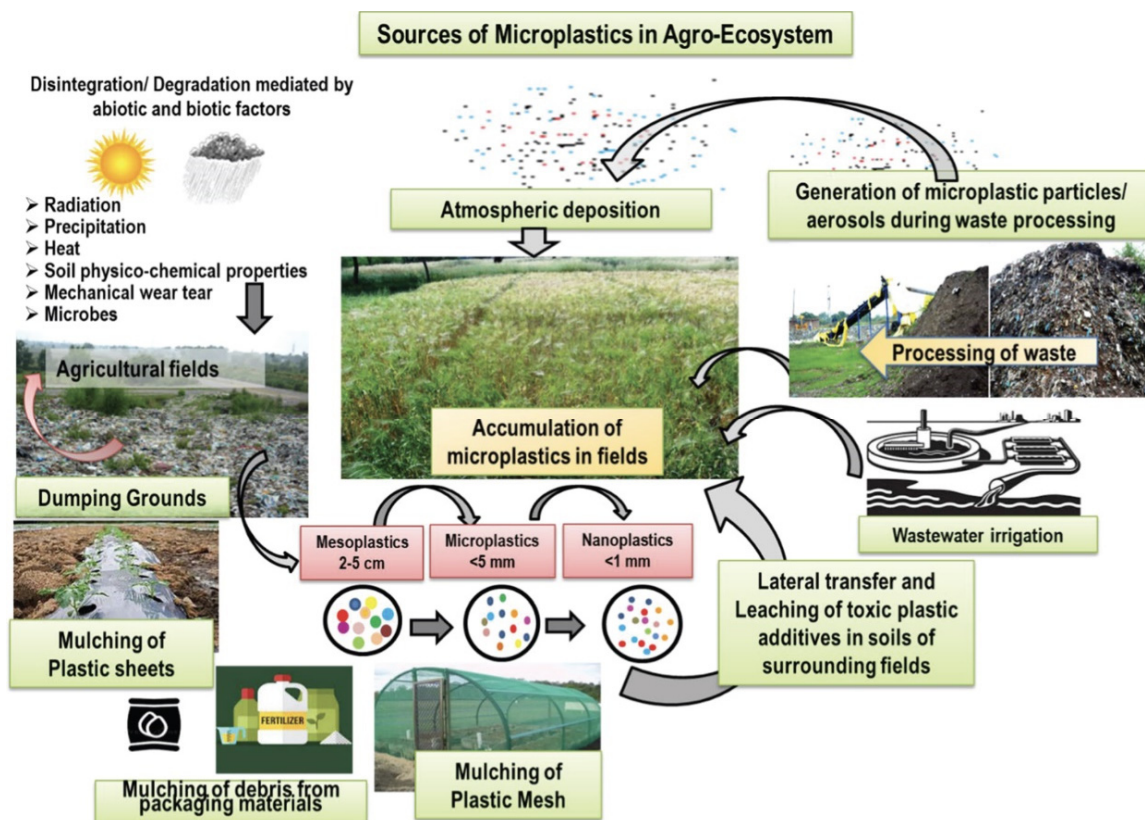 Sources of Microplastics in Agro-Ecosystem
Disintegration/ Degradation mediated by
abiotic and biotic factors
➢ Radiation
➢ Precipitation
➢ Heat
➢ Soil physico-chemical properties
➢ Mechanical wear tear
➢ Microbes
Atmospheric deposition
Generation of microplastic particles/
aerosols during waste processing
Agricultural fields
Processing of waste
Accumulation of
microplastics in fields
Dumping Grounds
Wastewater irrigation
Mesoplastics
2-5 cm
Microplastics
<5 mm
Nanoplastics
<1 mm
Lateral transfer and
Leaching of toxic plastic
additives in soils of
surrounding fields
Mulching of
Plastic sheets
FERTILIZER
Mulching of debris from
packaging materials
Mulching of
Plastic Mesh